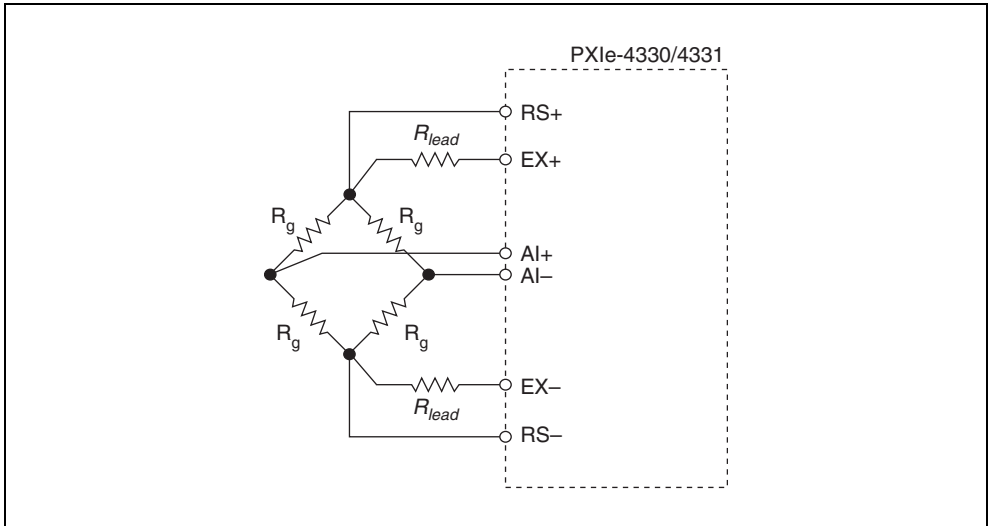 PXIe-4330/4331
RS+
R_lead
EX+
R_g
R_g
AI+
AI–
R_g
R_g
EX–
R_lead
RS–